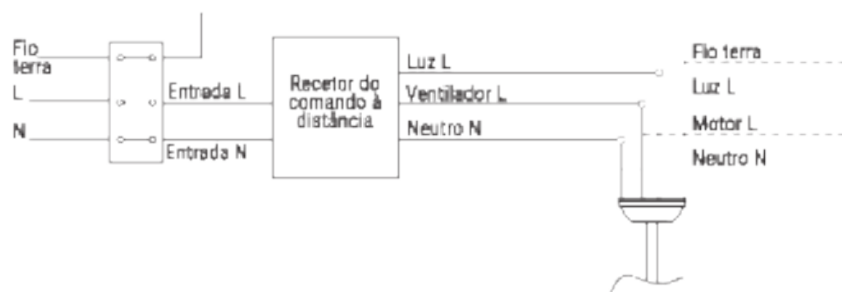 Fio
terra
L
N
Entrada L
Entrada N
Recetor do
comando à
distância
Luz L
Ventilador L
Neutro N
Fio terra
Luz L
Motor L
Neutro N